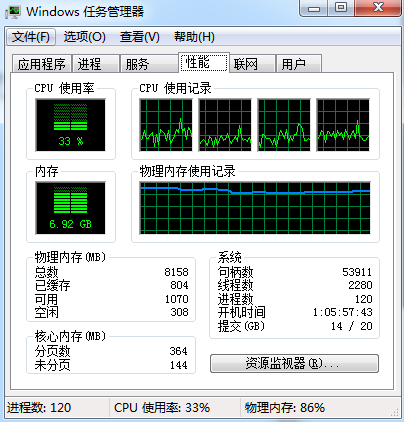 Windows 任务管理器
文件(F) 选项(O) 查看(V) 帮助(H)
应用程序 进程 服务 性能 联网 用户
CPU 使用率 CPU 使用记录
33 %
内存 物理内存使用记录
6.92 GB
物理内存(MB)
总数 8158
已缓存 804
可用 1070
空闲 308
系统
句柄数 53911
线程数 2280
进程数 120
开机时间 1:05:57:43
提交(GB) 14 / 20
核心内存(MB)
分页数 364
未分页 144
资源监视器(R)...
进程数: 120 CPU 使用率: 33% 物理内存: 86%